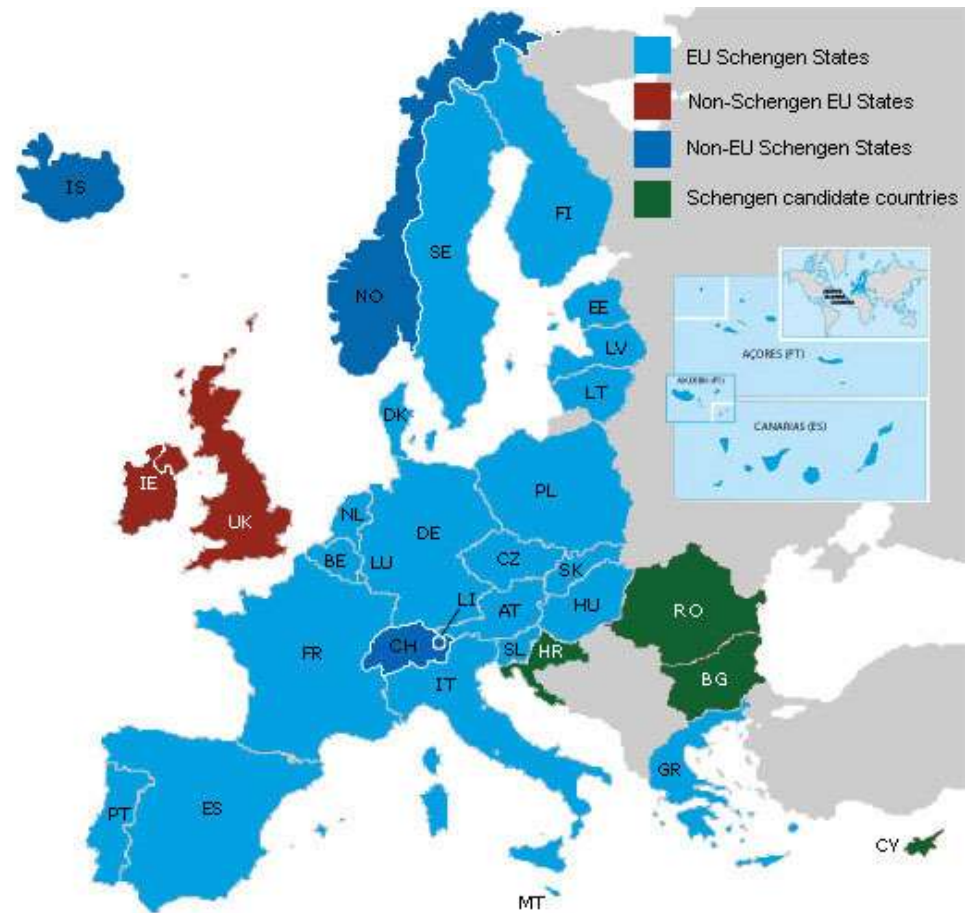 EU Schengen States
Non-Schengen EU States
Non-EU Schengen States
Schengen candidate countries
IS
FI
SE
NO
EE
LV
AÇORES (PT)
LT
DK
CANARIAS (ES)
IE
UK
NL
PL
DE
BE
LU
CZ
SK
LI
AT
HU
RO
FR
CH
SL
HR
IT
BG
GR
PT
ES
CY
MT